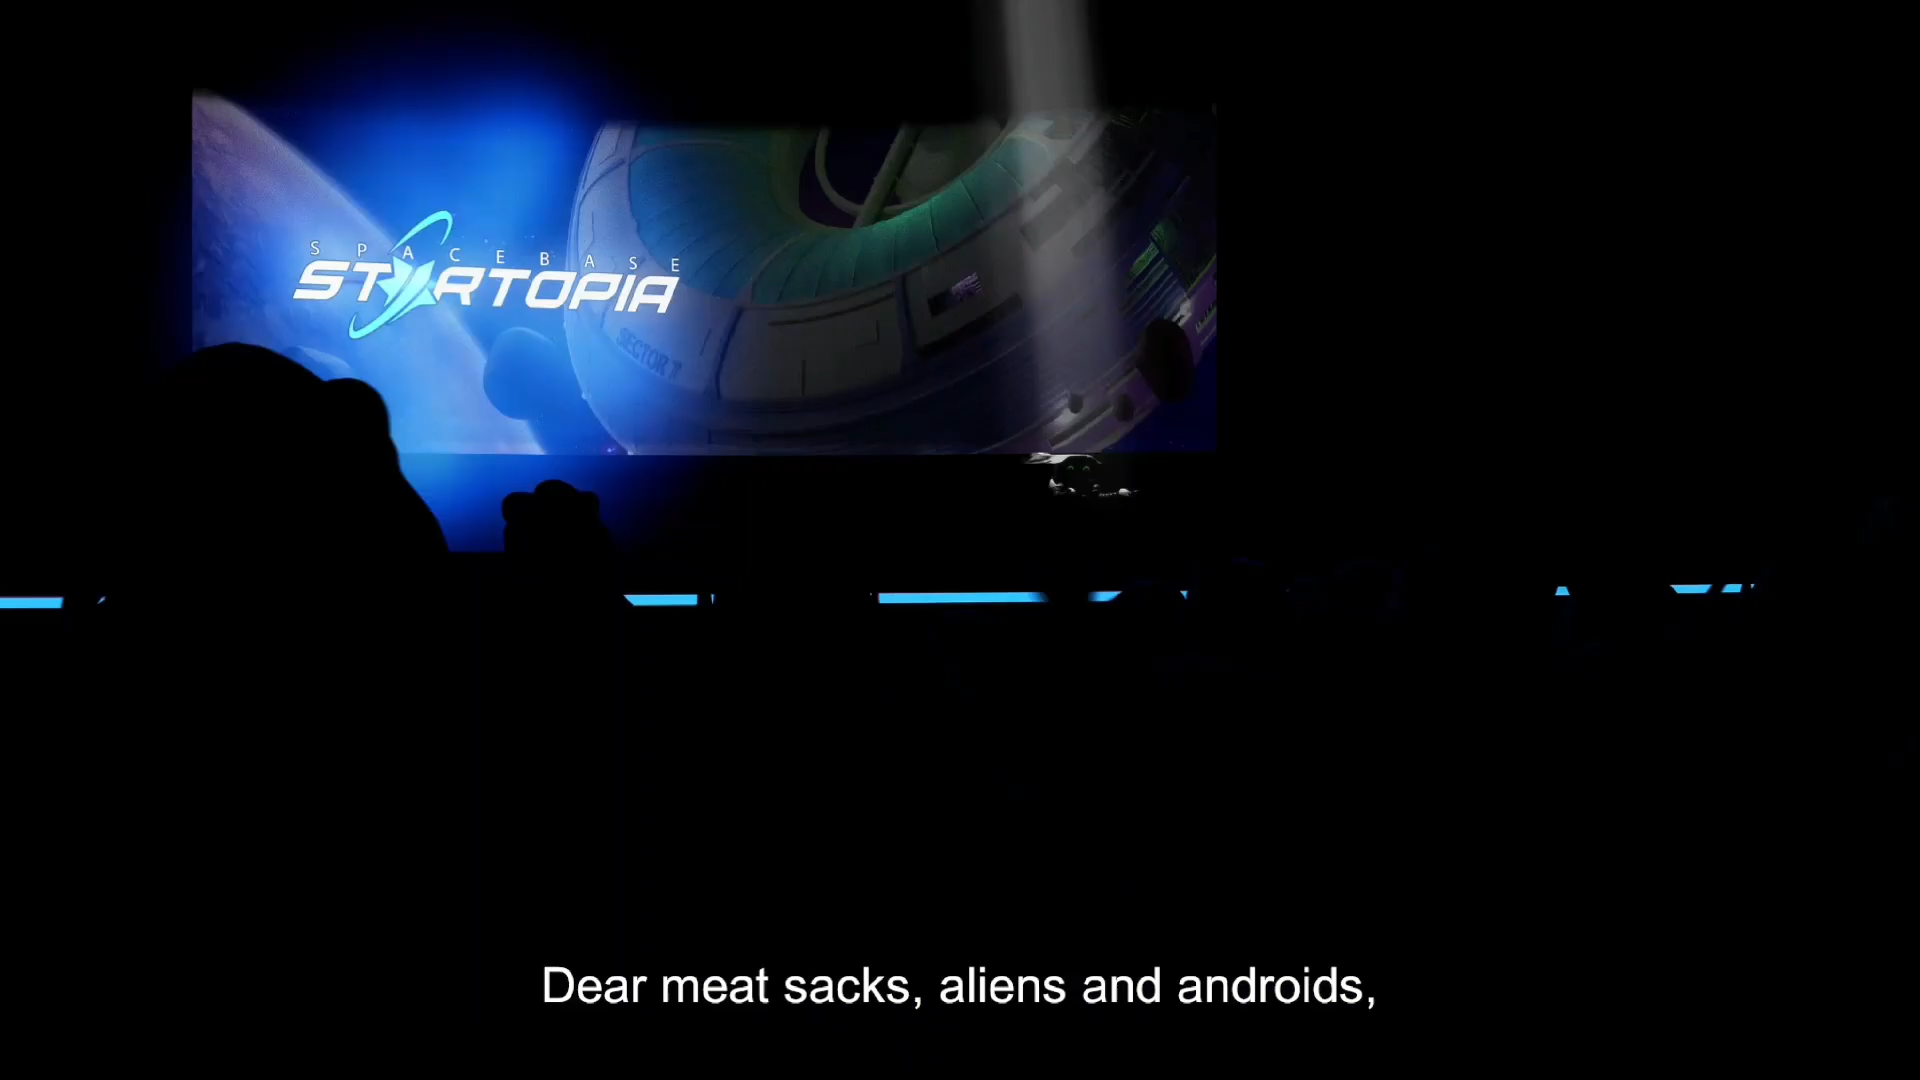 SPACEBASE
STARTOPIA
SECTOR 7
Dear meat sacks, aliens and androids,